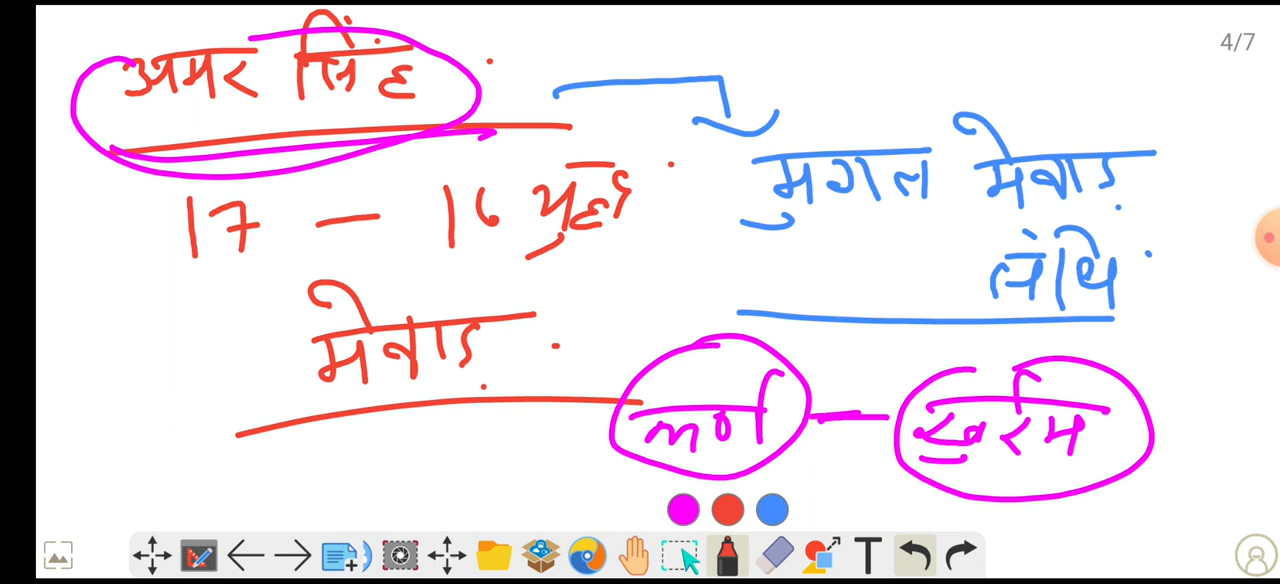 अमर सिंह
4/7
17 - 16 युद्ध
मुगल मेवाड़
संधि
मेवाड़
कर्ण - खुर्रम
T